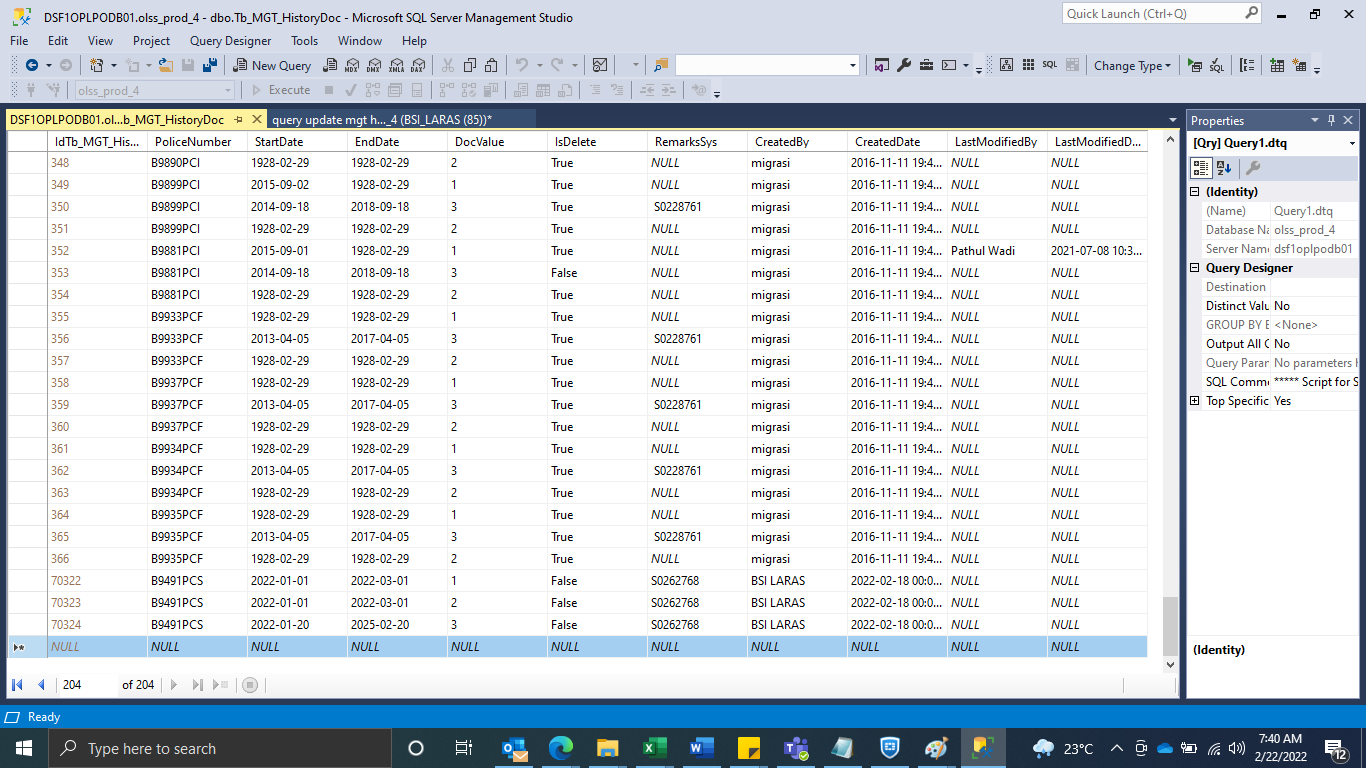 DSF1OPLPODB01.olss_prod_4 - dbo.Tb_MGT_HistoryDoc - Microsoft SQL Server Management Studio
Quick Launch (Ctrl+Q)
File Edit View Project Query Designer Tools Window Help
New Query MDX DMX XMLA DAX SQL Change Type
olss_prod_4 Execute
DSF1OPLPODB01.ol...b_MGT_HistoryDoc query update mgt h..._4 (BSI_LARAS (85))*
IdTb_MGT_His... PoliceNumber StartDate EndDate DocValue IsDelete RemarksSys CreatedBy CreatedDate LastModifiedBy LastModifiedD...
348 B9890PCI 1928-02-29 1928-02-29 2 True NULL migrasi 2016-11-11 19:4... NULL NULL
349 B9899PCI 2015-09-02 1928-02-29 1 True NULL migrasi 2016-11-11 19:4... NULL NULL
350 B9899PCI 2014-09-18 2018-09-18 3 True S0228761 migrasi 2016-11-11 19:4... NULL NULL
351 B9899PCI 1928-02-29 1928-02-29 2 True NULL migrasi 2016-11-11 19:4... NULL NULL
352 B9881PCI 2015-09-01 1928-02-29 1 True NULL migrasi 2016-11-11 19:4... Pathul Wadi 2021-07-08 10:3...
353 B9881PCI 2014-09-18 2018-09-18 3 False NULL migrasi 2016-11-11 19:4... NULL NULL
354 B9881PCI 1928-02-29 1928-02-29 2 True NULL migrasi 2016-11-11 19:4... NULL NULL
355 B9933PCF 1928-02-29 1928-02-29 1 True NULL migrasi 2016-11-11 19:4... NULL NULL
356 B9933PCF 2013-04-05 2017-04-05 3 True S0228761 migrasi 2016-11-11 19:4... NULL NULL
357 B9933PCF 1928-02-29 1928-02-29 2 True NULL migrasi 2016-11-11 19:4... NULL NULL
358 B9937PCF 1928-02-29 1928-02-29 1 True NULL migrasi 2016-11-11 19:4... NULL NULL
359 B9937PCF 2013-04-05 2017-04-05 3 True S0228761 migrasi 2016-11-11 19:4... NULL NULL
360 B9937PCF 1928-02-29 1928-02-29 2 True NULL migrasi 2016-11-11 19:4... NULL NULL
361 B9934PCF 1928-02-29 1928-02-29 1 True NULL migrasi 2016-11-11 19:4... NULL NULL
362 B9934PCF 2013-04-05 2017-04-05 3 True S0228761 migrasi 2016-11-11 19:4... NULL NULL
363 B9934PCF 1928-02-29 1928-02-29 2 True NULL migrasi 2016-11-11 19:4... NULL NULL
364 B9935PCF 1928-02-29 1928-02-29 1 True NULL migrasi 2016-11-11 19:4... NULL NULL
365 B9935PCF 2013-04-05 2017-04-05 3 True S0228761 migrasi 2016-11-11 19:4... NULL NULL
366 B9935PCF 1928-02-29 1928-02-29 2 True NULL migrasi 2016-11-11 19:4... NULL NULL
70322 B9491PCS 2022-01-01 2022-03-01 1 False S0262768 BSI LARAS 2022-02-18 00:0... NULL NULL
70323 B9491PCS 2022-01-01 2022-03-01 2 False S0262768 BSI LARAS 2022-02-18 00:0... NULL NULL
70324 B9491PCS 2022-01-20 2025-02-20 3 False S0262768 BSI LARAS 2022-02-18 00:0... NULL NULL
NULL NULL NULL NULL NULL NULL NULL NULL NULL NULL NULL
204 of 204
Properties
[Qry] Query1.dtq
(Identity)
(Name) Query1.dtq
Database Na olss_prod_4
Server Name dsf1oplpodb01
Query Designer
Destination
Distinct Valu No
GROUP BY E <None>
Output All C No
Query Paran No parameters h
SQL Comme ***** Script for S
Top Specific Yes
(Identity)
Ready
Type here to search
23°C
7:40 AM
2/22/2022
12